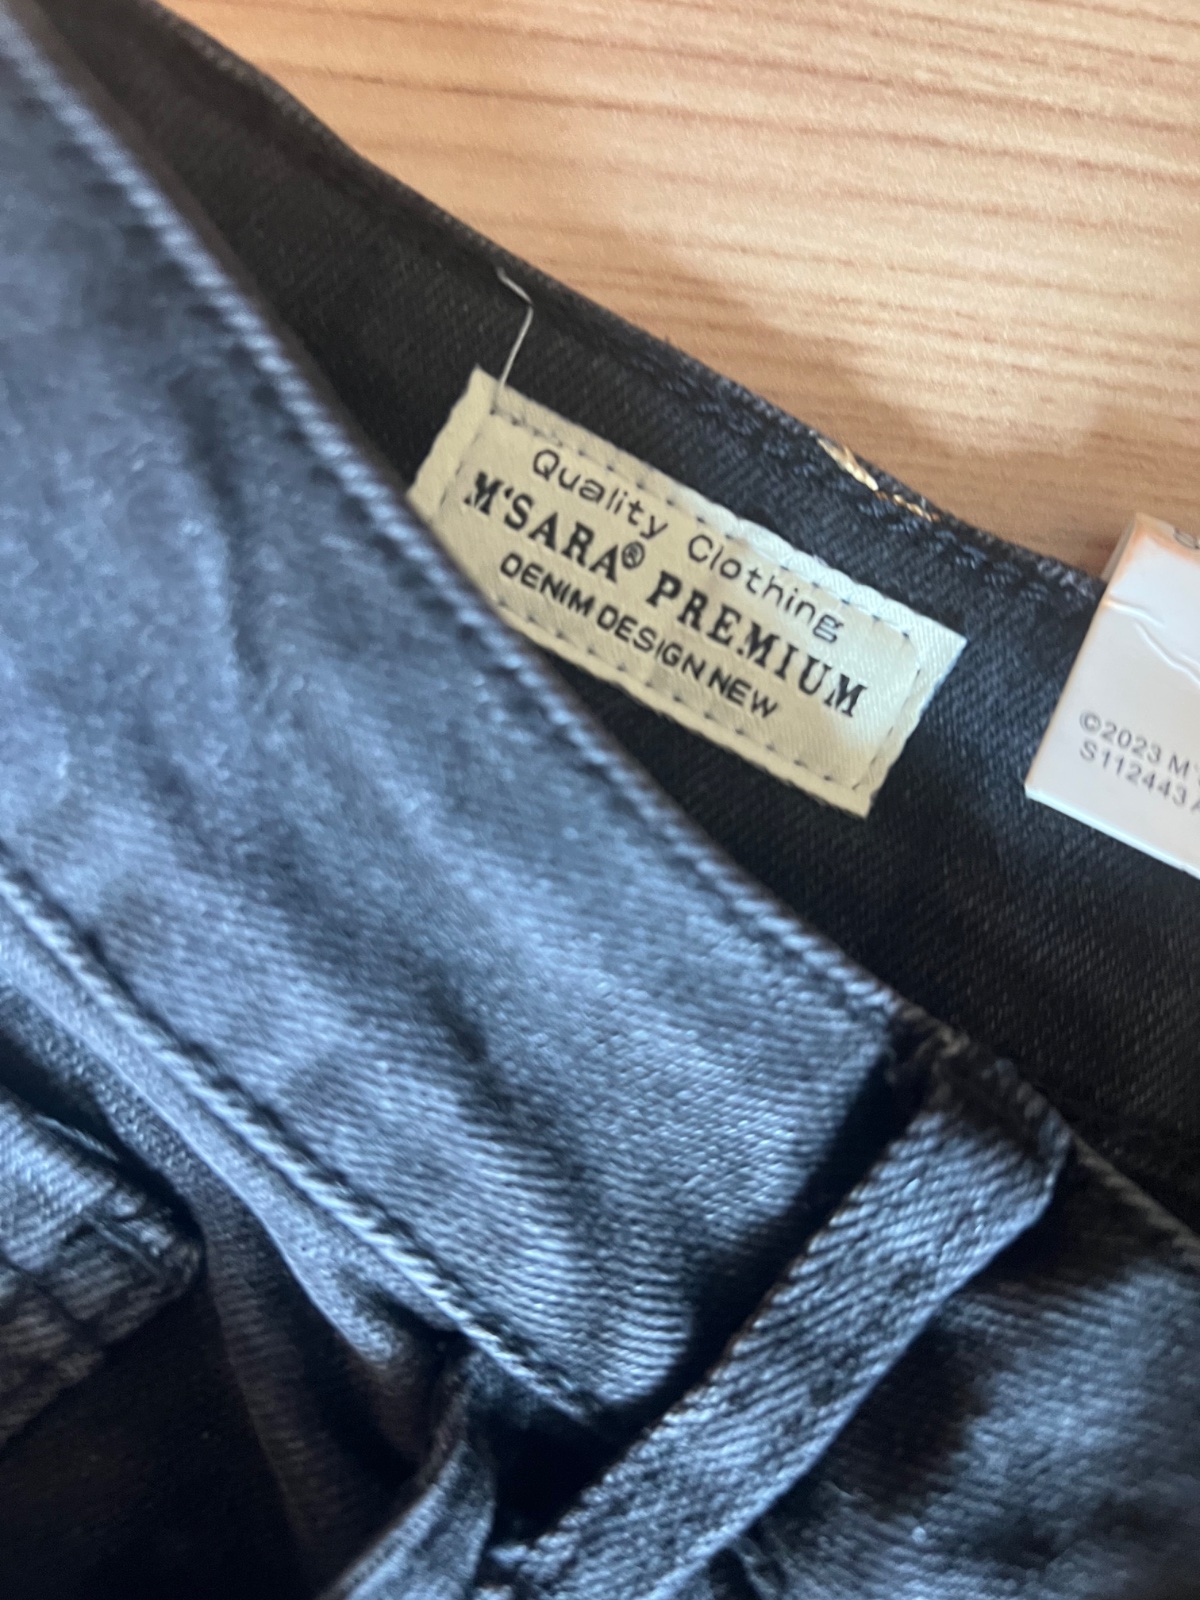 Quality Clothing
M'SARA® PREMIUM
DENIM DESIGN NEW
©2023 M'
S112443